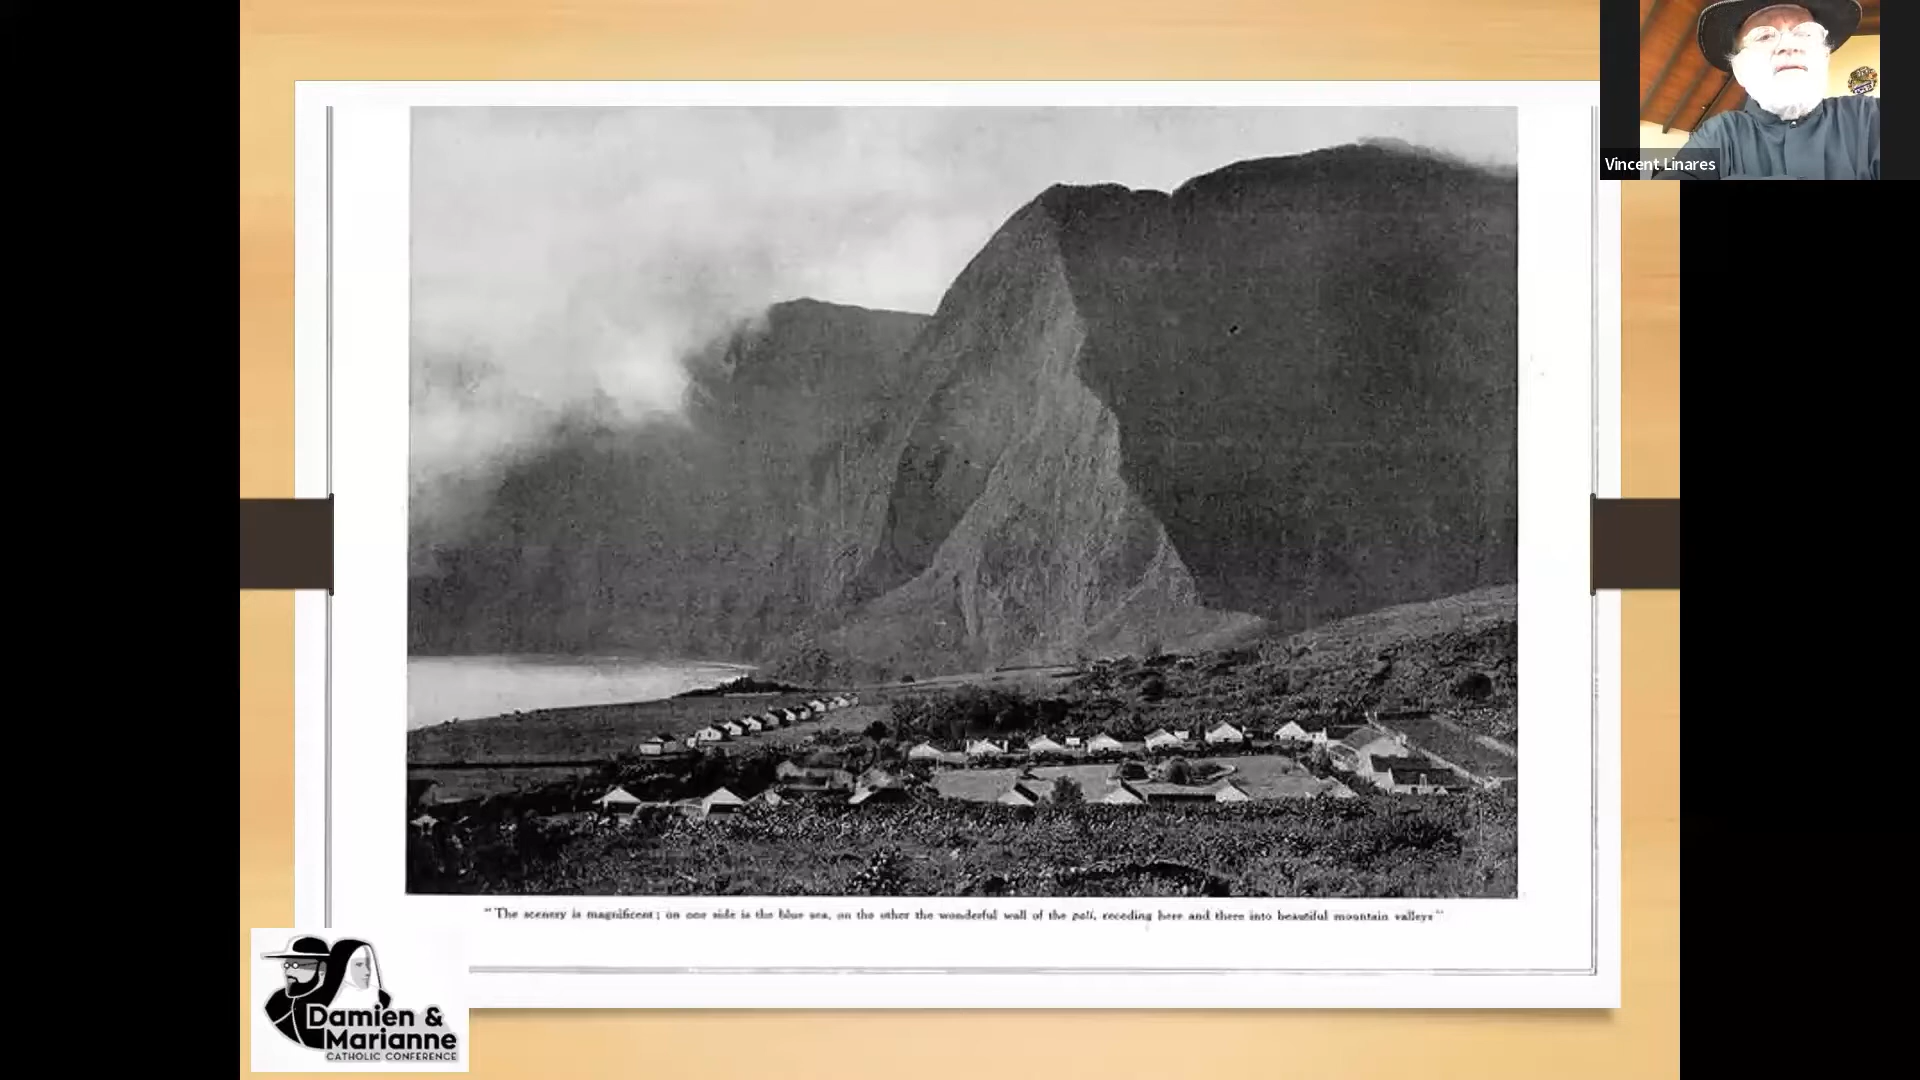 Vincent Linares
"The scenery is magnificent; on one side is the blue sea, on the other the wonderful wall of the pali, receding here and there into beautiful mountain valleys"
Damien &
Marianne
CATHOLIC CONFERENCE